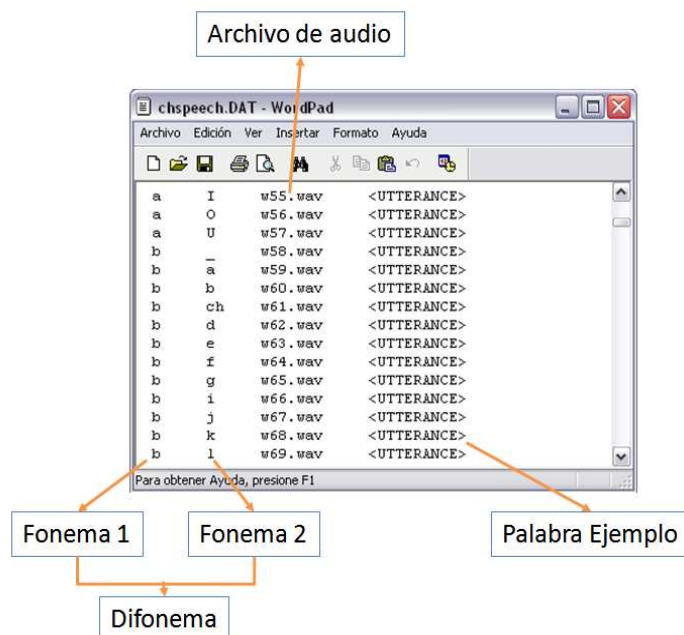 Archivo de audio
chspeech.DAT - WordPad
Archivo Edición Ver Insertar Formato Ayuda
a I w55.wav <UTTERANCE>
a O w56.wav <UTTERANCE>
a U w57.wav <UTTERANCE>
b _ w58.wav <UTTERANCE>
b a w59.wav <UTTERANCE>
b b w60.wav <UTTERANCE>
b ch w61.wav <UTTERANCE>
b d w62.wav <UTTERANCE>
b e w63.wav <UTTERANCE>
b f w64.wav <UTTERANCE>
b g w65.wav <UTTERANCE>
b i w66.wav <UTTERANCE>
b j w67.wav <UTTERANCE>
b k w68.wav <UTTERANCE>
b l w69.wav <UTTERANCE>
Para obtener Ayuda, presione F1
Fonema 1 Fonema 2 Palabra Ejemplo
Difonema